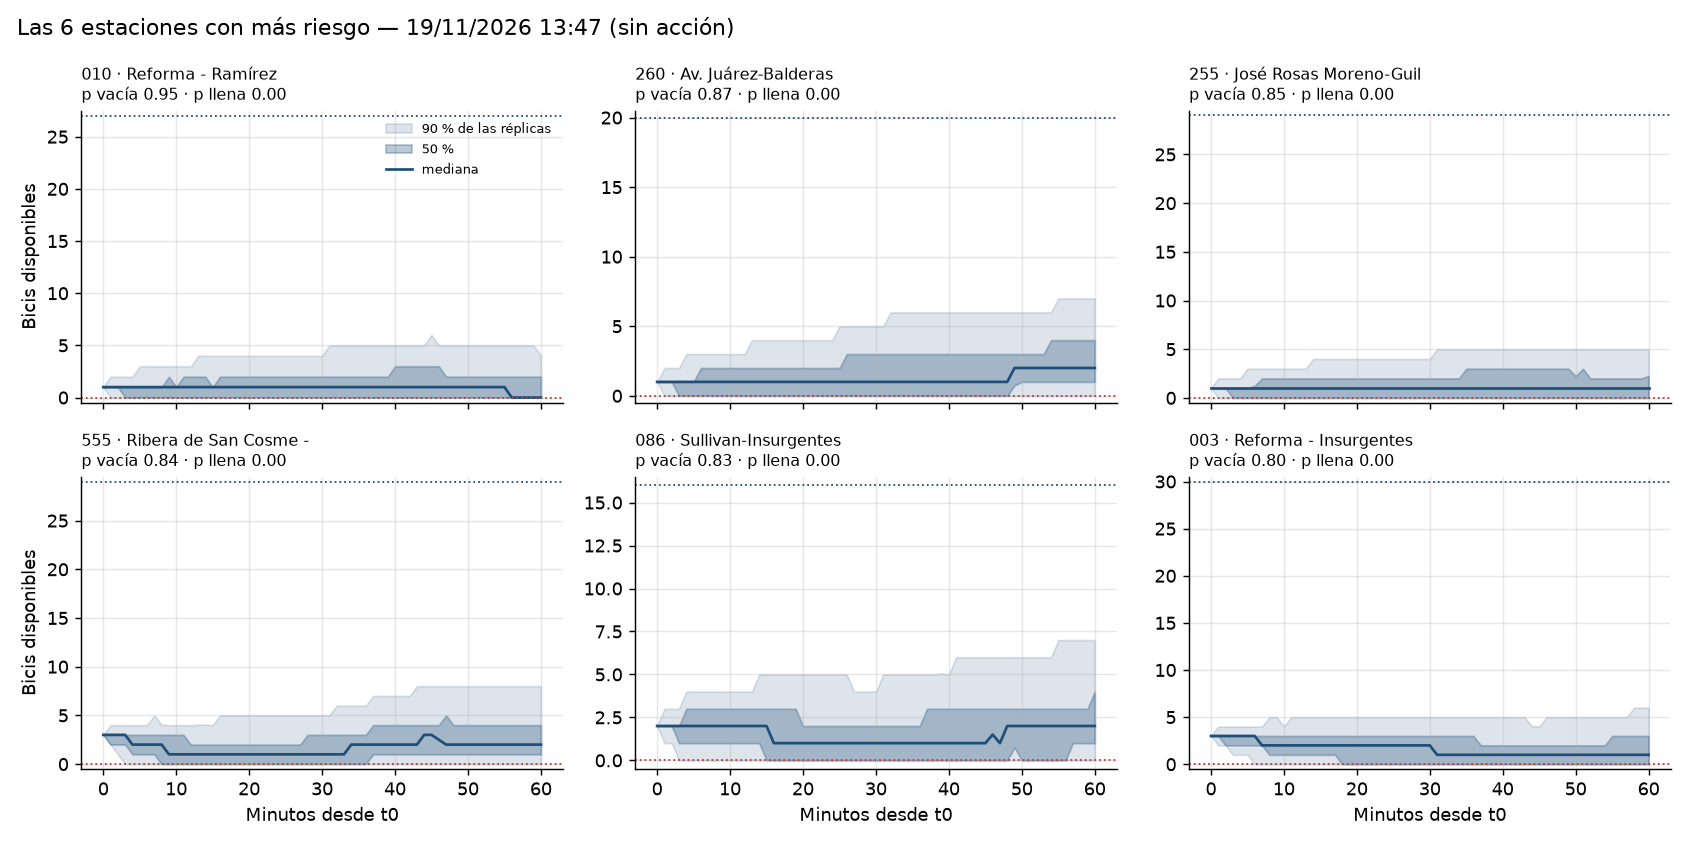 Las 6 estaciones con más riesgo — 19/11/2026 13:47 (sin acción)
010 · Reforma - Ramírez
p vacía 0.95 · p llena 0.00
90 % de las réplicas
50 %
mediana
25
20
15
10
5
0
Bicis disponibles
260 · Av. Juárez-Balderas
p vacía 0.87 · p llena 0.00
20
15
10
5
0
255 · José Rosas Moreno-Guil
p vacía 0.85 · p llena 0.00
25
20
15
10
5
0
555 · Ribera de San Cosme -
p vacía 0.84 · p llena 0.00
25
20
15
10
5
0
Bicis disponibles
0 10 20 30 40 50 60
Minutos desde t0
086 · Sullivan-Insurgentes
p vacía 0.83 · p llena 0.00
15.0
12.5
10.0
7.5
5.0
2.5
0.0
0 10 20 30 40 50 60
Minutos desde t0
003 · Reforma - Insurgentes
p vacía 0.80 · p llena 0.00
30
25
20
15
10
5
0
0 10 20 30 40 50 60
Minutos desde t0